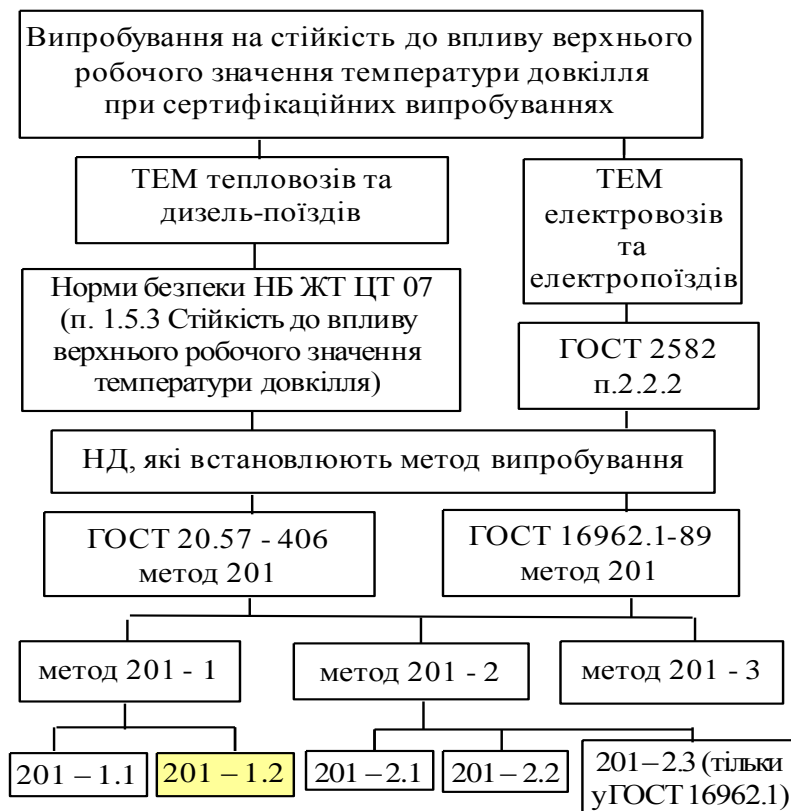 Випробування на стійкість до впливу верхнього
робочого значення температури довкілля
при сертифікаційних випробуваннях
ТЕМ тепловозів та
дизель-поїздів
ТЕМ
електровозів
та
електропоїздів
Норми безпеки НБ ЖТ ЦТ 07
(п. 1.5.3 Стійкість до впливу
верхнього робочого значення
температури довкілля)
ГОСТ 2582
п.2.2.2
НД, які встановлюють метод випробування
ГОСТ 20.57 - 406
метод 201
ГОСТ 16962.1-89
метод 201
метод 201 - 1
метод 201 - 2
метод 201 - 3
201 – 1.1
201 – 1.2
201 – 2.1
201 – 2.2
201 – 2.3 (тільки
у ГОСТ 16962.1)